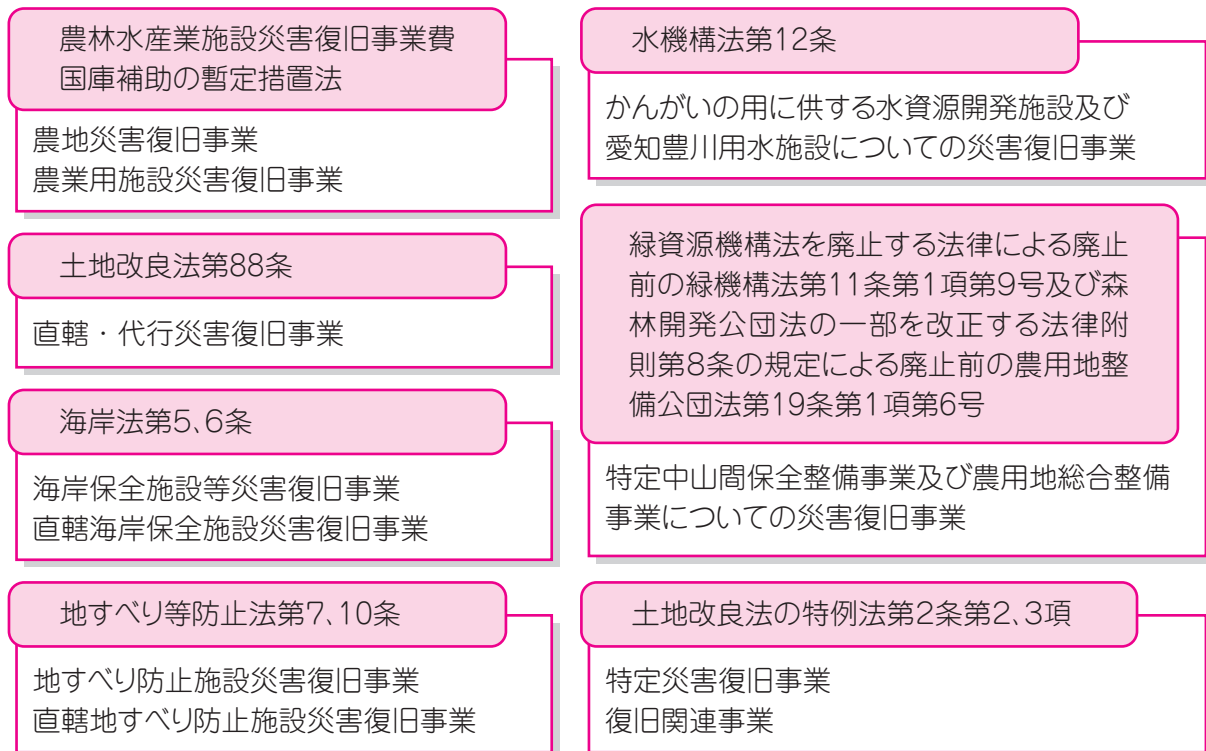 農林水産業施設災害復旧事業費
国庫補助の暫定措置法
農地災害復旧事業
農業用施設災害復旧事業
土地改良法第88条
直轄・代行災害復旧事業
海岸法第5、6条
海岸保全施設等災害復旧事業
直轄海岸保全施設災害復旧事業
地すべり等防止法第7、10条
地すべり防止施設災害復旧事業
直轄地すべり防止施設災害復旧事業
水機構法第12条
かんがいの用に供する水資源開発施設及び
愛知豊川用水施設についての災害復旧事業
緑資源機構法を廃止する法律による廃止
前の緑機構法第11条第1項第9号及び森
林開発公団法の一部を改正する法律附
則第8条の規定による廃止前の農用地整
備公団法第19条第1項第6号
特定中山間保全整備事業及び農用地総合整備
事業についての災害復旧事業
土地改良法の特例法第2条第2、3項
特定災害復旧事業
復旧関連事業